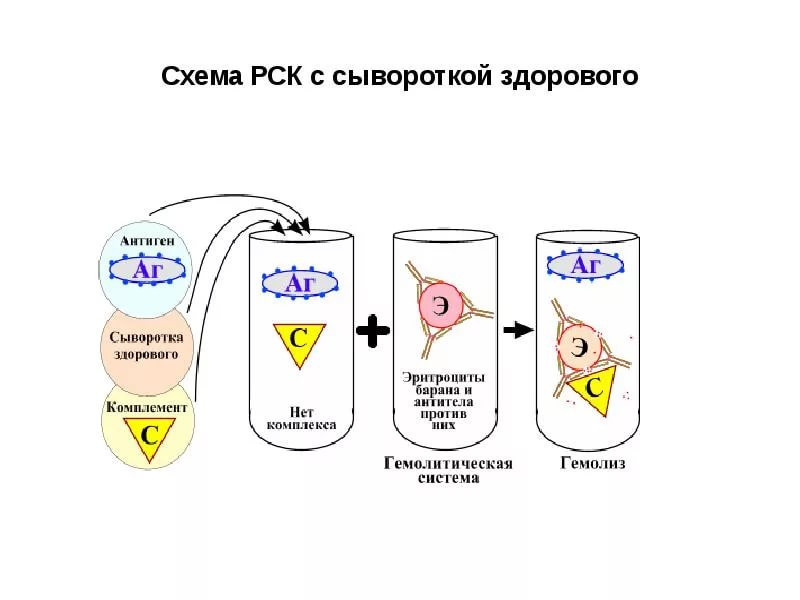 Схема РСК с сывороткой здорового
Антиген
Аг
Сыворотка
здорового
Комплемент
С
Аг
С
Нет
комплекса
Э
Эритроциты
барана и
антитела
против
них
Гемолитическая
система
Аг
Э
С
Гемолиз